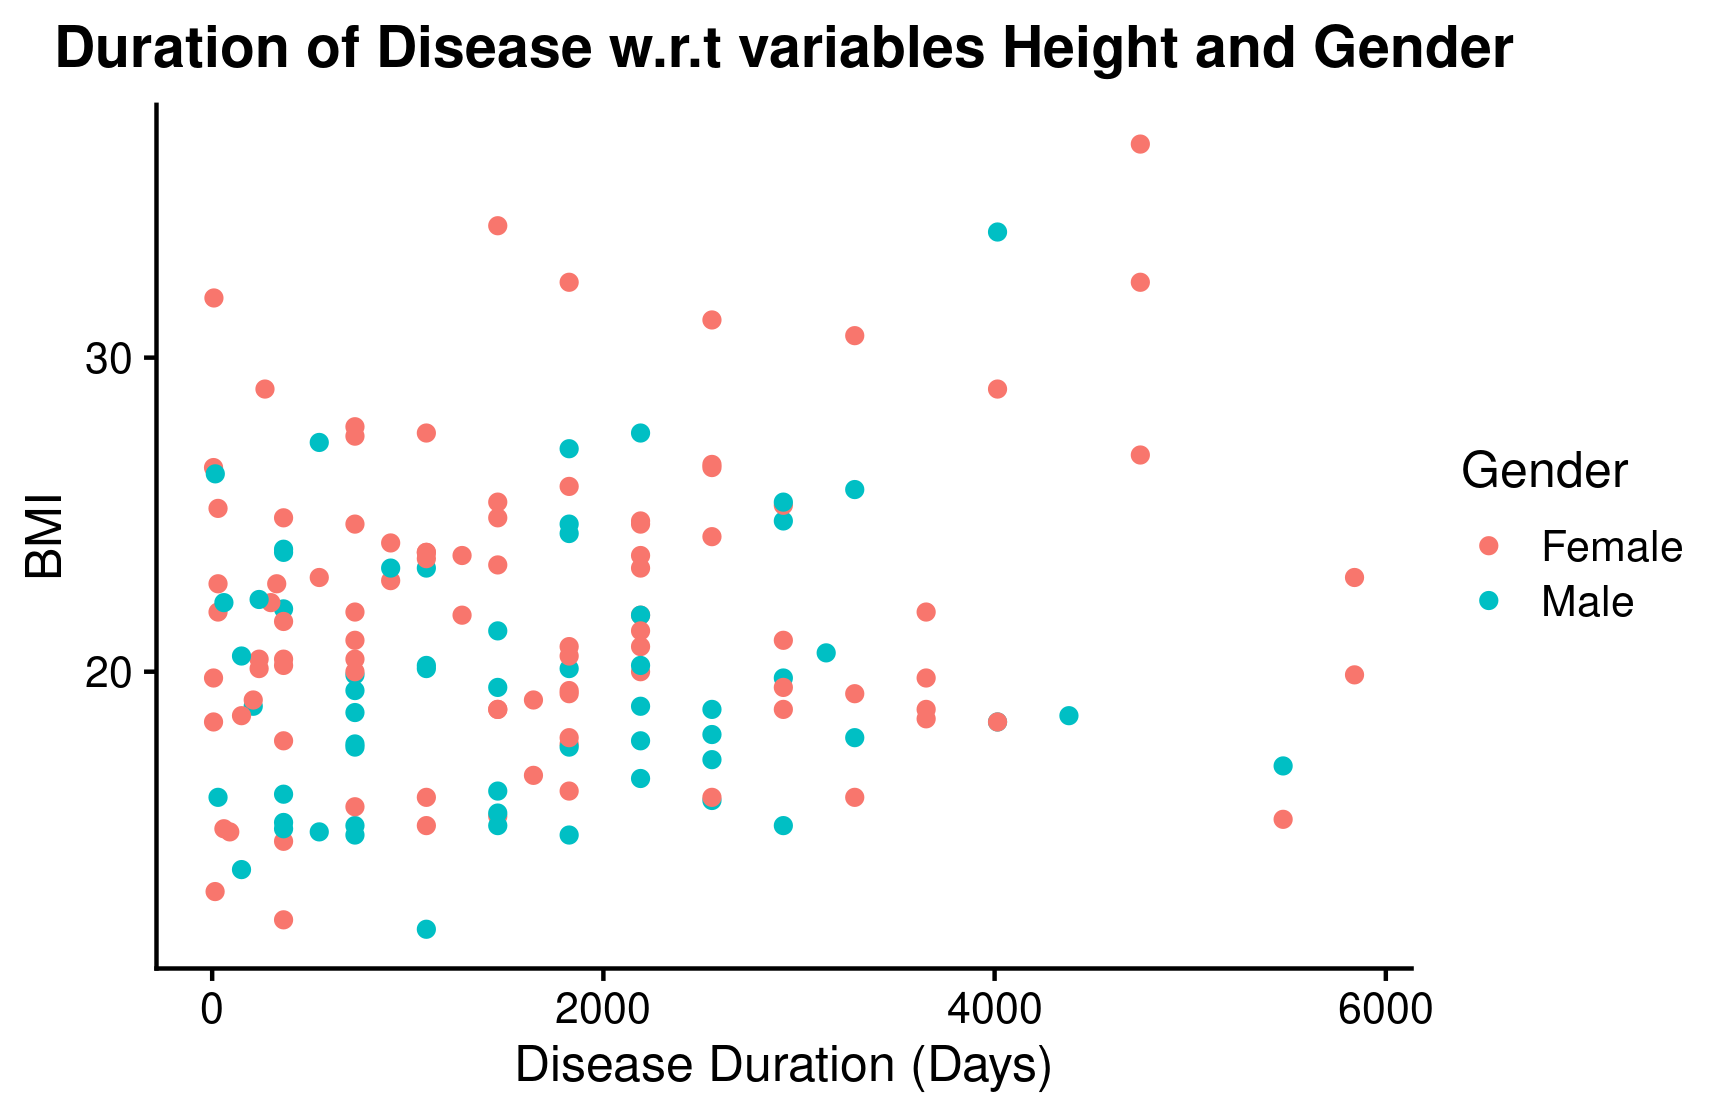 Duration of Disease w.r.t variables Height and Gender
BMI
30
20
0
2000
4000
6000
Disease Duration (Days)
Gender
Female
Male